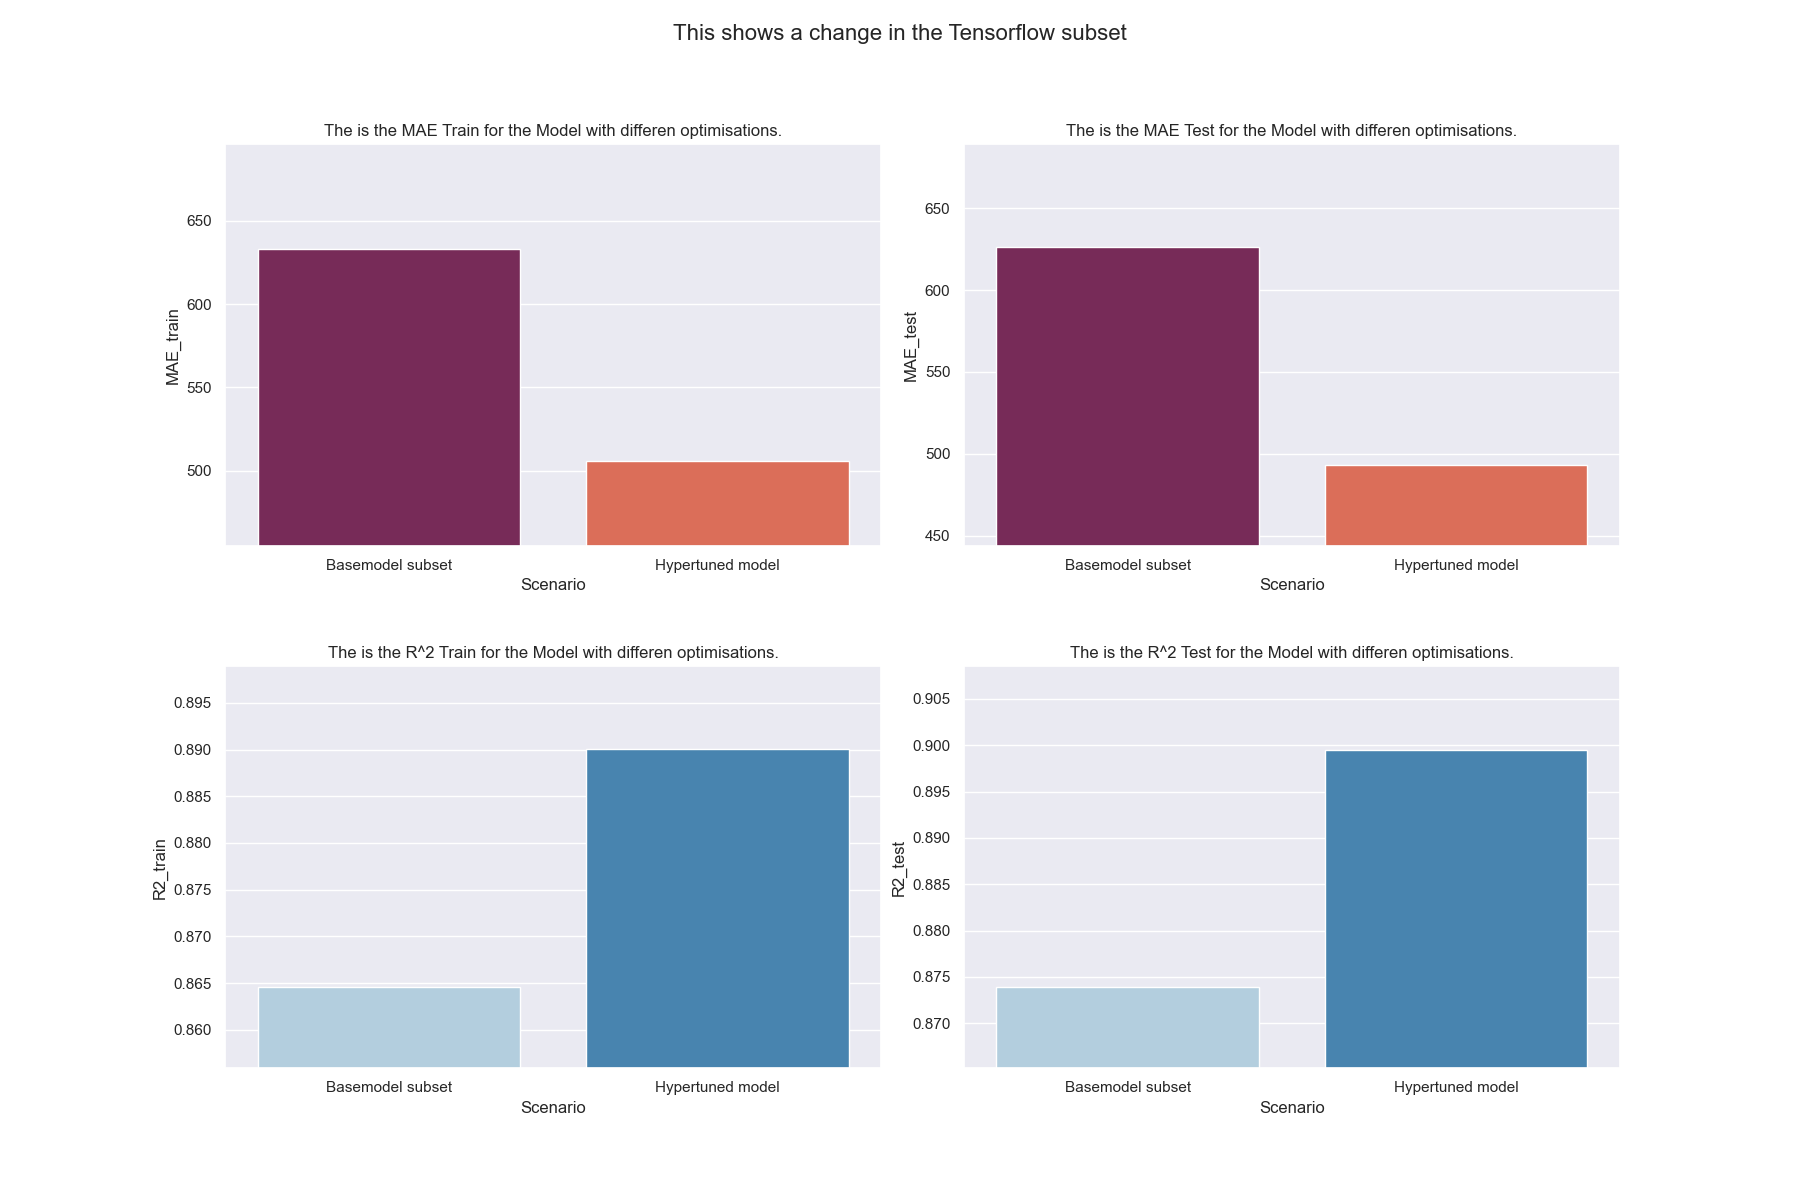 This shows a change in the Tensorflow subset
The is the MAE Train for the Model with differen optimisations.
650
600
550
500
MAE_train
Basemodel subset
Hypertuned model
Scenario
The is the MAE Test for the Model with differen optimisations.
650
600
550
500
450
MAE_test
Basemodel subset
Hypertuned model
Scenario
The is the R^2 Train for the Model with differen optimisations.
0.895
0.890
0.885
0.880
0.875
0.870
0.865
0.860
R2_train
Basemodel subset
Hypertuned model
Scenario
The is the R^2 Test for the Model with differen optimisations.
0.905
0.900
0.895
0.890
0.885
0.880
0.875
0.870
R2_test
Basemodel subset
Hypertuned model
Scenario